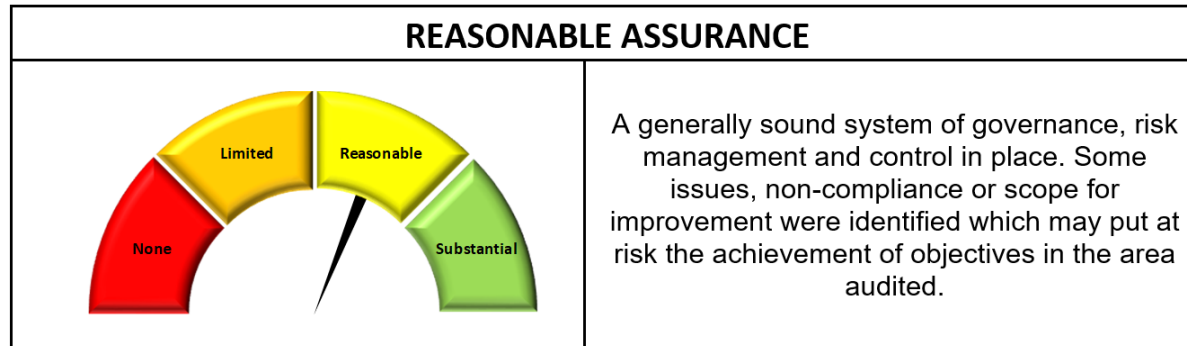 REASONABLE ASSURANCE
Limited
Reasonable
None
Substantial
A generally sound system of governance, risk
management and control in place. Some
issues, non-compliance or scope for
improvement were identified which may put at
risk the achievement of objectives in the area
audited.